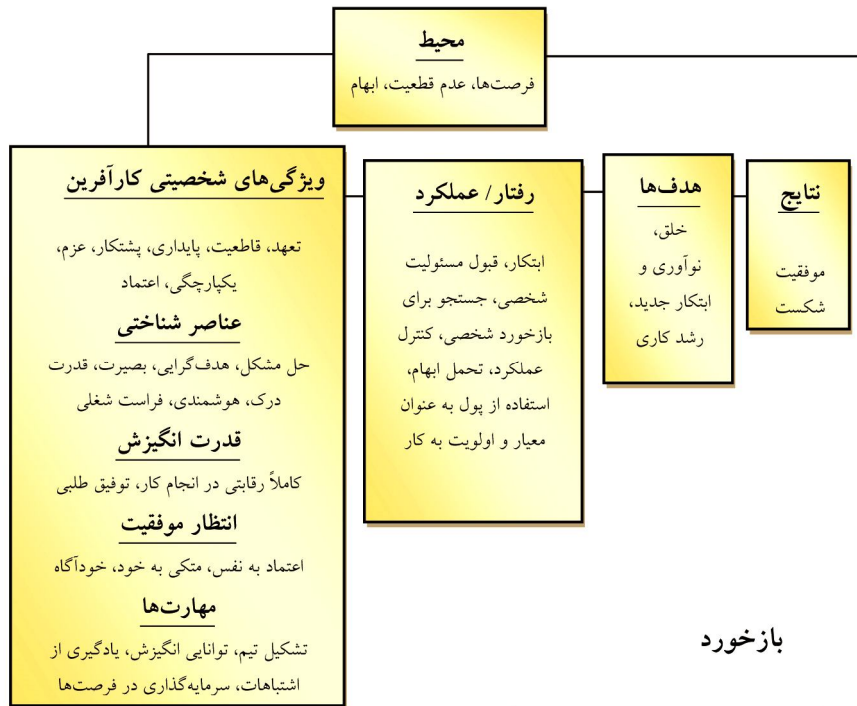 محیط
فرصت‌ها، عدم قطعیت، ابهام
ویژگی‌های شخصیتی کارآفرین
تعهد، قاطعیت، پایداری، پشتکار، عزم،
یکپارچگی، اعتماد
عناصر شناختی
حل مشکل، هدف‌گرایی، بصیرت، قدرت
درک، هوشمندی، فراست شغلی
قدرت انگیزش
کاملاً رقابتی در انجام کار، توفیق طلبی
انتظار موفقیت
اعتماد به نفس، متکی به خود، خودآگاه
مهارت‌ها
تشکیل تیم، توانایی انگیزش، یادگیری از
اشتباهات، سرمایه‌گذاری در فرصت‌ها
رفتار/ عملکرد
ابتکار، قبول مسئولیت
شخصی، جستجو برای
بازخورد شخصی، کنترل
عملکرد، تحمل ابهام،
استفاده از پول به عنوان
معیار و اولویت به کار
هدف‌ها
خلق،
نوآوری و
ابتکار جدید،
رشد کاری
نتایج
موفقیت
شکست
بازخورد